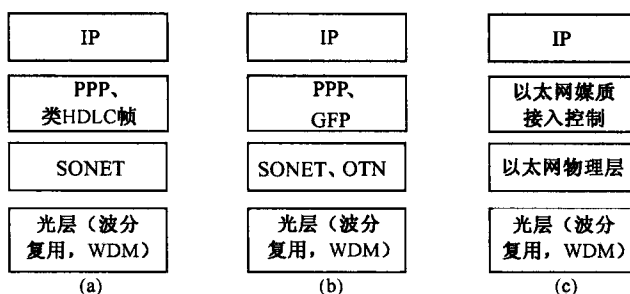 IP
PPP、
类HDLC帧
SONET
光层（波分
复用，WDM）
(a)
IP
PPP、
GFP
SONET、OTN
光层（波分
复用，WDM）
(b)
IP
以太网媒质
接入控制
以太网物理层
光层（波分
复用，WDM）
(c)